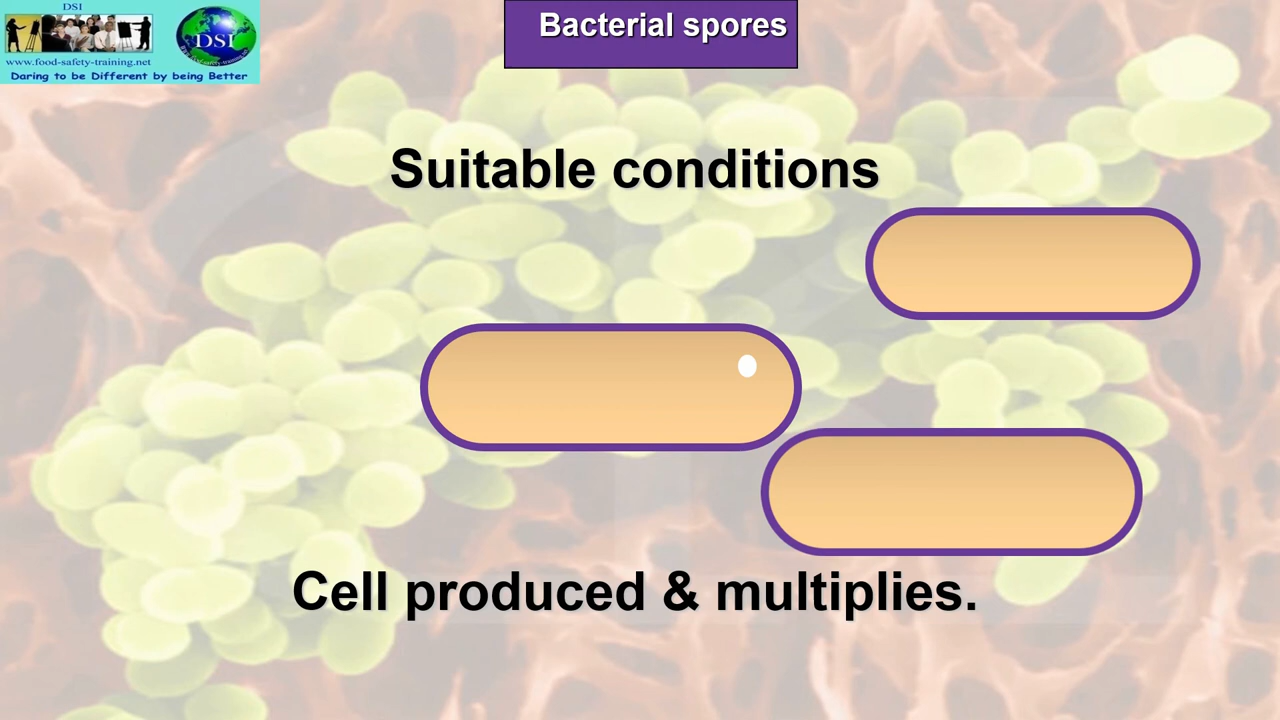 DSI
DSI
www.food-safety-training.net
Daring to be Different by being Better
Bacterial spores
Suitable conditions
Cell produced & multiplies.